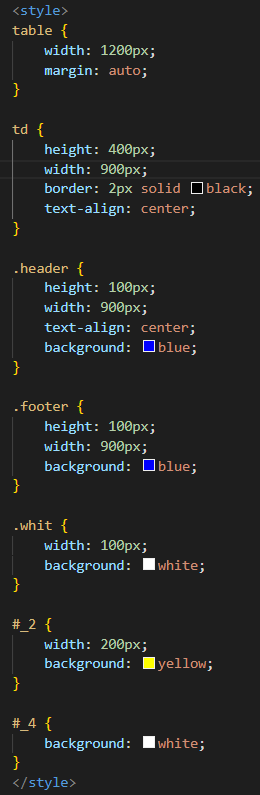 <style>
table {
width: 1200px;
margin: auto;
}
td {
height: 400px;
width: 900px;
border: 2px solid black;
text-align: center;
}
.header {
height: 100px;
width: 900px;
text-align: center;
background: blue;
}
.footer {
height: 100px;
width: 900px;
background: blue;
}
.whit {
width: 100px;
background: white;
}
#_2 {
width: 200px;
background: yellow;
}
#_4 {
background: white;
}
</style>